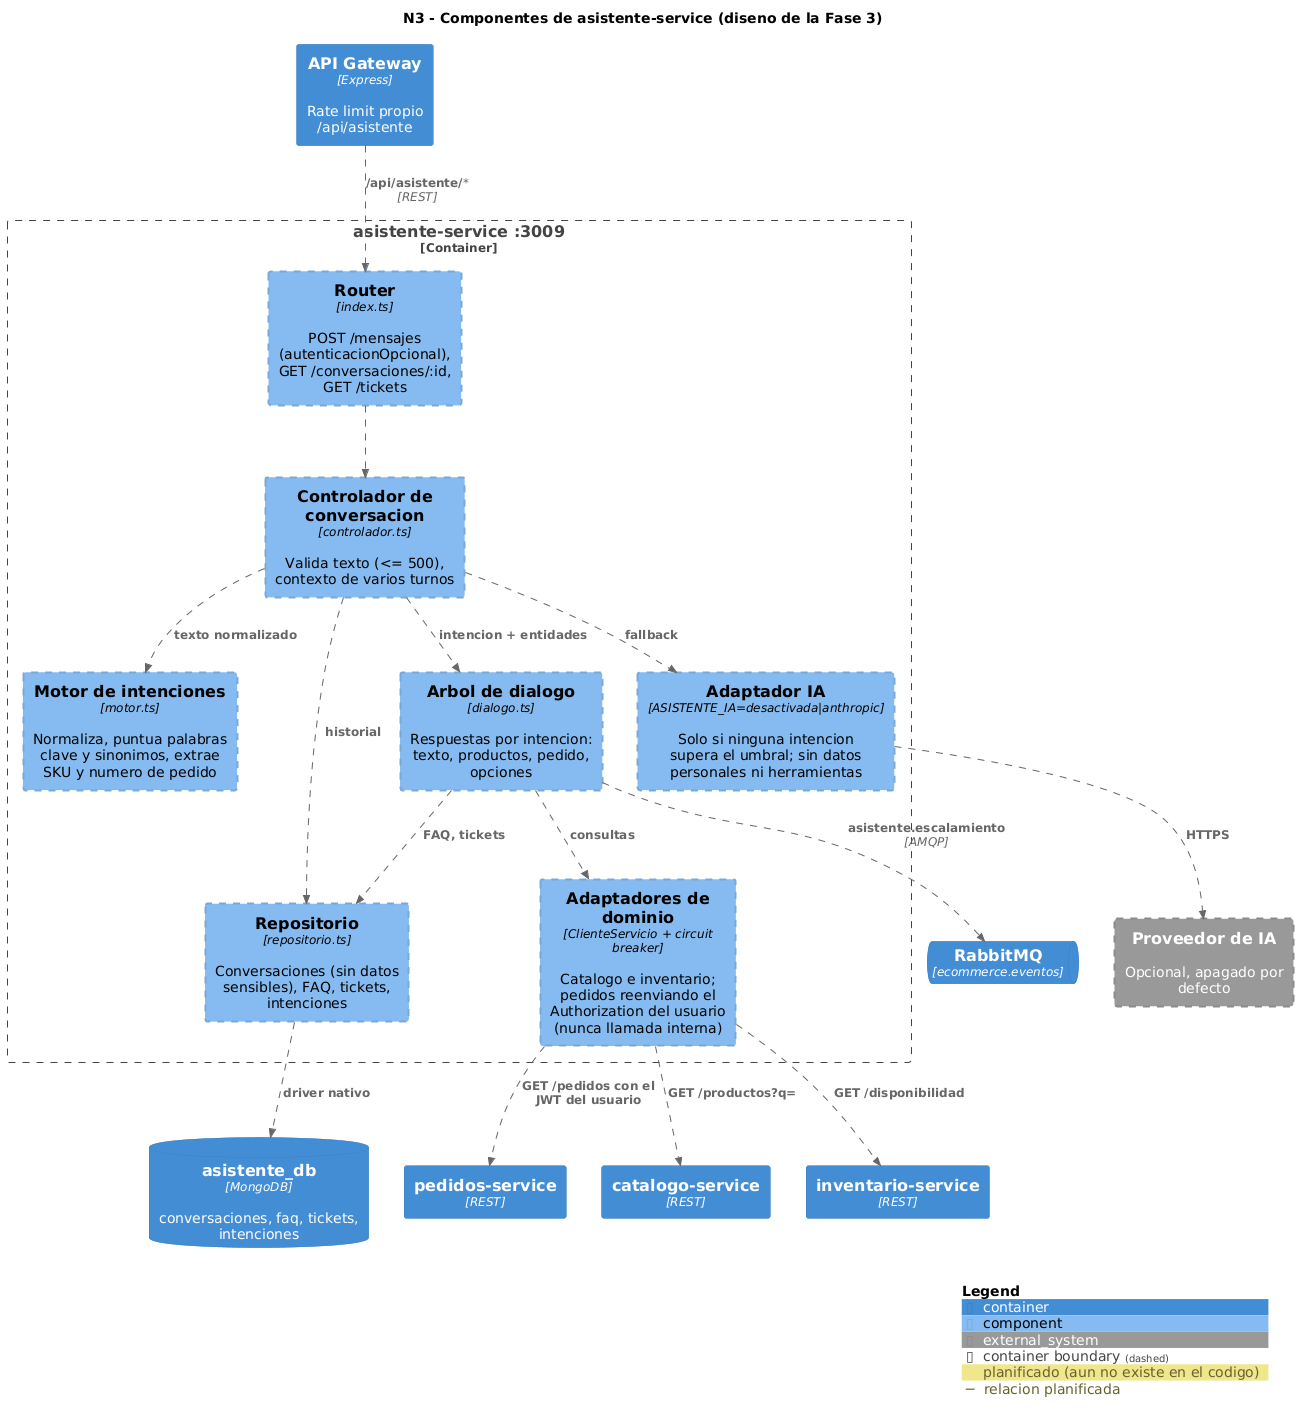 N3 - Componentes de asistente-service (diseno de la Fase 3)
API Gateway
[Express]
Rate limit propio
/api/asistente
/api/asistente/*
[REST]
asistente-service :3009
[Container]
Router
[index.ts]
POST /mensajes
(autenticacionOpcional),
GET /conversaciones/:id,
GET /tickets
Controlador de
conversacion
[controlador.ts]
Valida texto (<= 500),
contexto de varios turnos
texto normalizado
intencion + entidades
fallback
historial
Motor de intenciones
[motor.ts]
Normaliza, puntua palabras
clave y sinonimos, extrae
SKU y numero de pedido
Arbol de dialogo
[dialogo.ts]
Respuestas por intencion:
texto, productos, pedido,
opciones
Adaptador IA
[ASISTENTE_IA=desactivada|anthropic]
Solo si ninguna intencion
supera el umbral; sin datos
personales ni herramientas
FAQ, tickets
consultas
asistente.escalamiento
[AMQP]
HTTPS
Repositorio
[repositorio.ts]
Conversaciones (sin datos
sensibles), FAQ, tickets,
intenciones
Adaptadores de
dominio
[ClienteServicio + circuit
breaker]
Catalogo e inventario;
pedidos reenviando el
Authorization del usuario
(nunca llamada interna)
RabbitMQ
[ecommerce.eventos]
Proveedor de IA
Opcional, apagado por
defecto
driver nativo
GET /pedidos con el
JWT del usuario
GET /productos?q=
GET /disponibilidad
asistente_db
[MongoDB]
conversaciones, faq, tickets,
intenciones
pedidos-service
[REST]
catalogo-service
[REST]
inventario-service
[REST]
Legend
container
component
external_system
container boundary (dashed)
planificado (aun no existe en el codigo)
relacion planificada